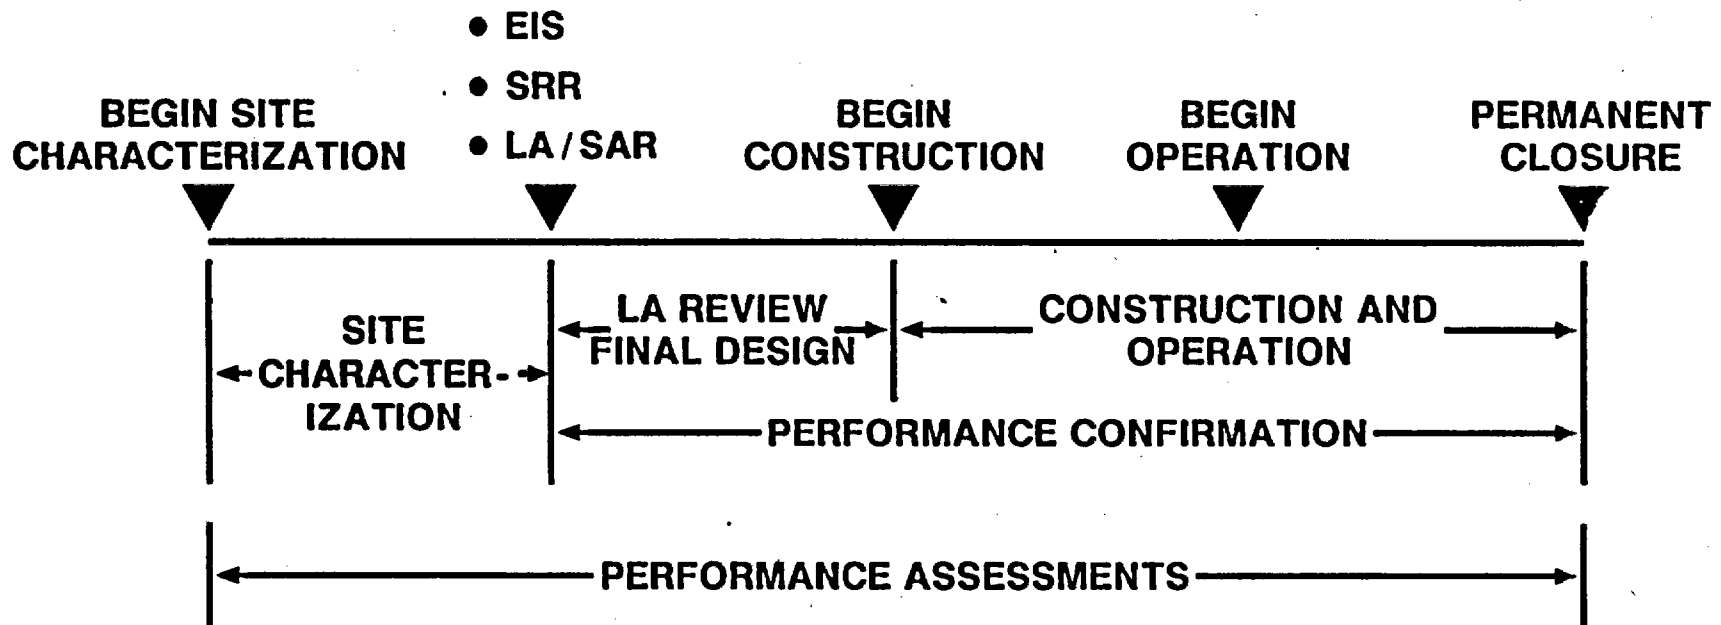 ● EIS
● SRR
● LA/SAR
BEGIN SITE
CHARACTERIZATION
BEGIN
CONSTRUCTION
BEGIN
OPERATION
PERMANENT
CLOSURE
SITE
CHARACTER-
IZATION
LA REVIEW
FINAL DESIGN
CONSTRUCTION AND
OPERATION
PERFORMANCE CONFIRMATION
PERFORMANCE ASSESSMENTS